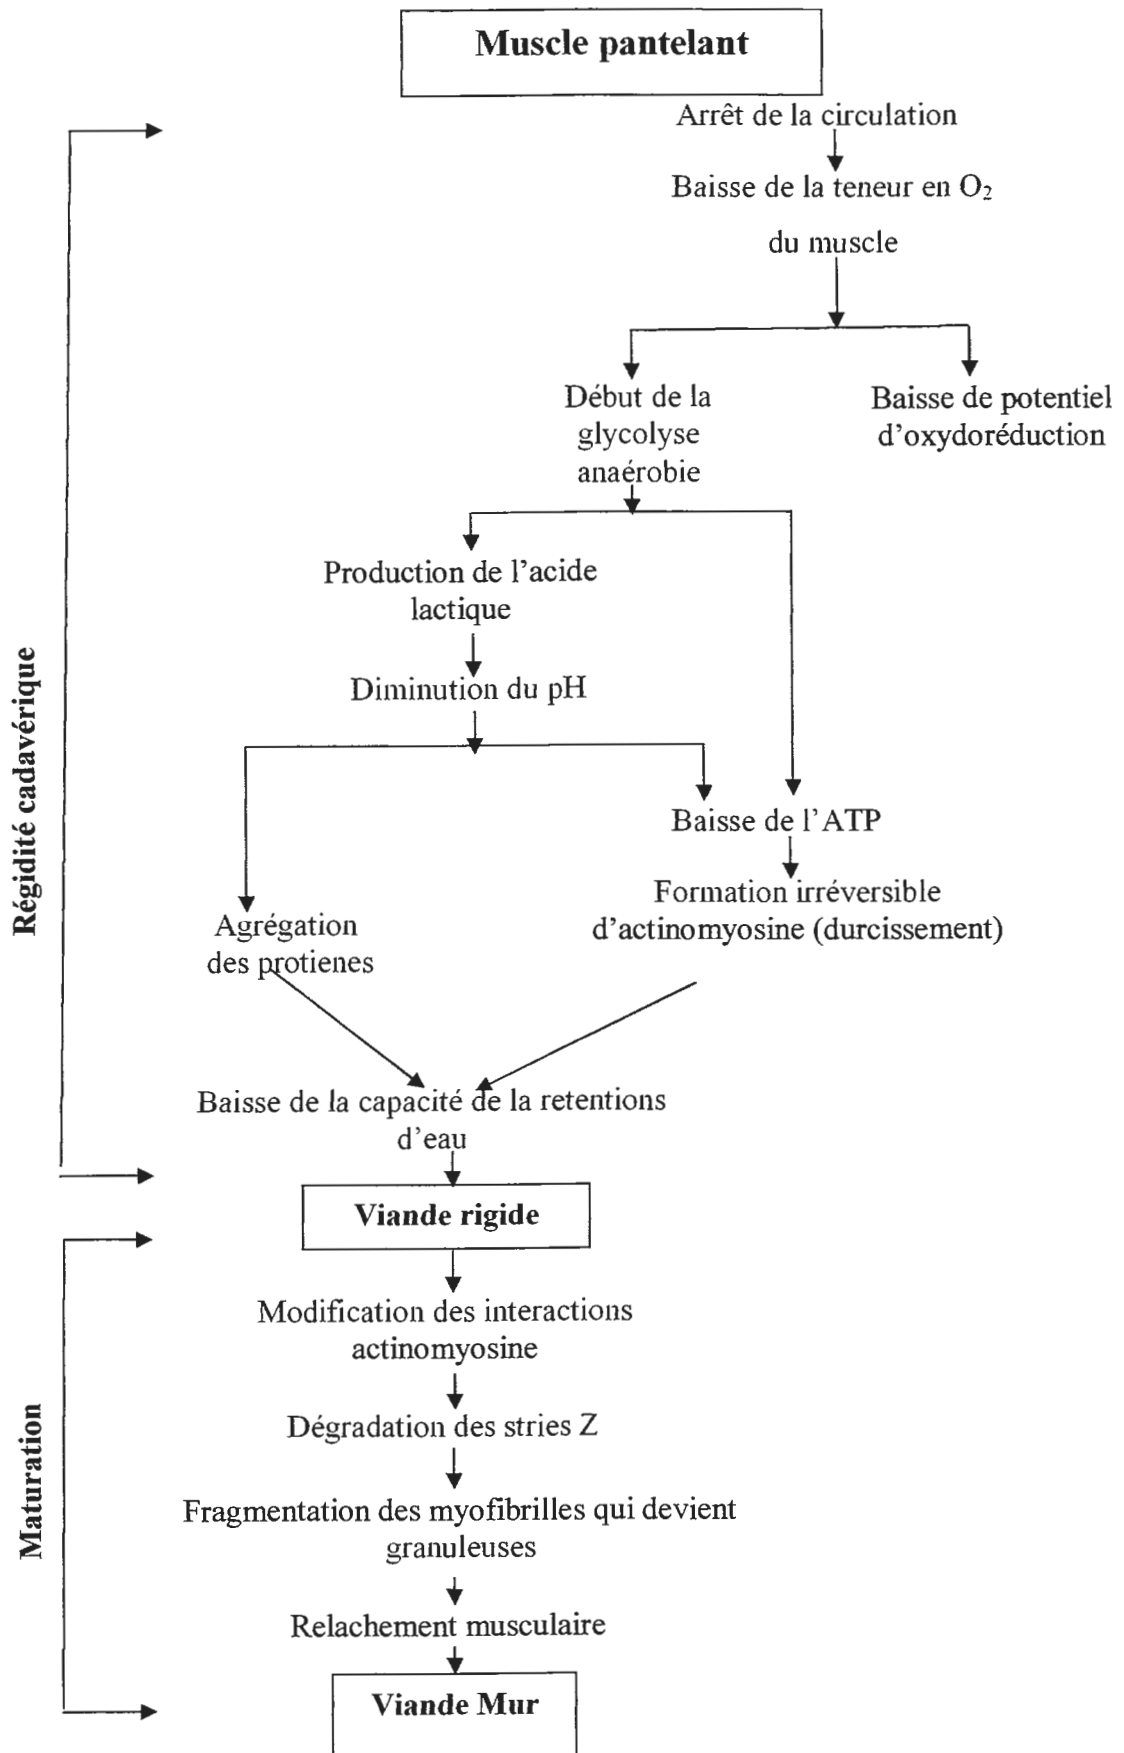 Muscle pantelant
Arrêt de la circulation
Baisse de la teneur en O₂
du muscle
Début de la
glycolyse
anaérobie
Baisse de potentiel
d'oxydoréduction
Production de l'acide
lactique
Diminution du pH
Baisse de l'ATP
Formation irréversible
d'actinomyosine (durcissement)
Agrégation
des protienes
Baisse de la capacité de la retentions
d'eau
Régidité cadavérique
Viande rigide
Modification des interactions
actinomyosine
Dégradation des stries Z
Fragmentation des myofibrilles qui devient
granuleuses
Relachement musculaire
Maturation
Viande Mur